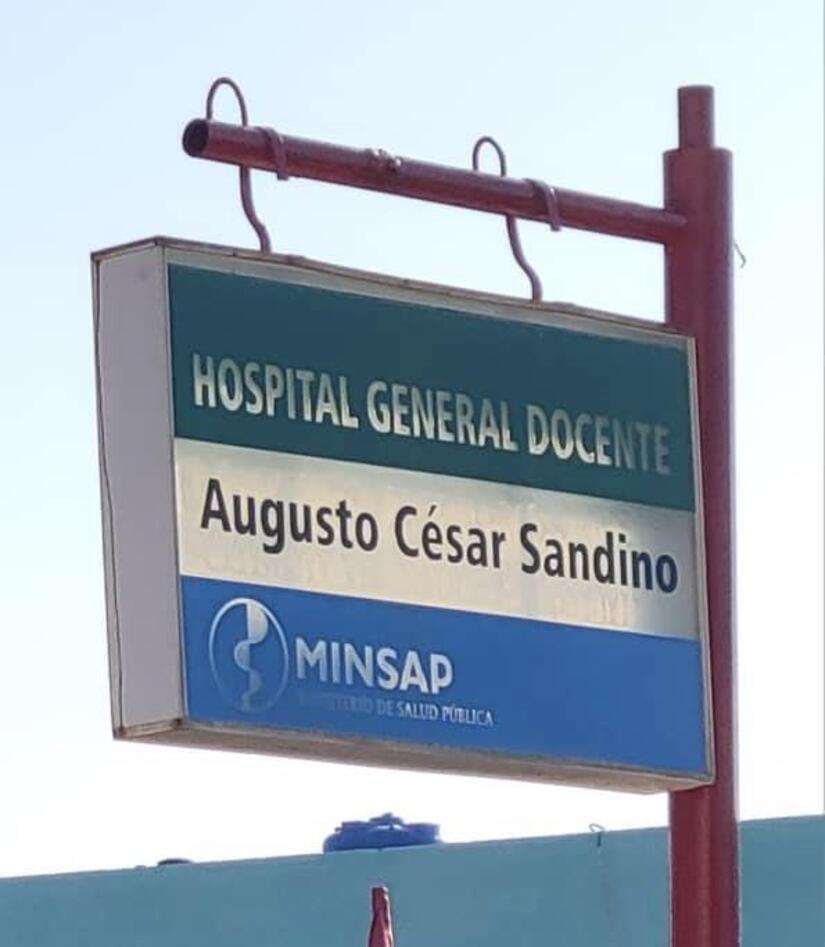 HOSPITAL GENERAL DOCENTE
Augusto César Sandino
MINSAP
MINISTERIO DE SALUD PÚBLICA